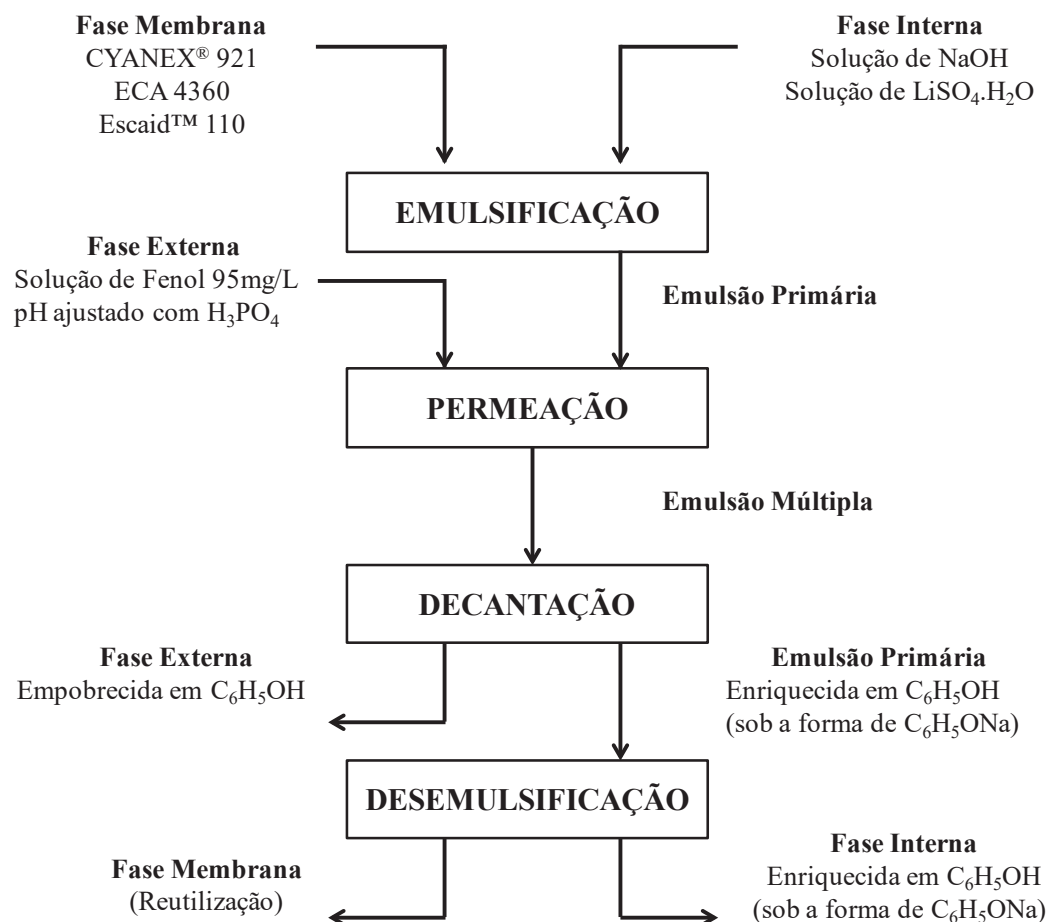 Fase Membrana
CYANEX® 921
ECA 4360
Escaid™ 110
Fase Interna
Solução de NaOH
Solução de LiSO₄.H₂O
EMULSIFICAÇÃO
Fase Externa
Solução de Fenol 95mg/L
pH ajustado com H₃PO₄
Emulsão Primária
PERMEAÇÃO
Emulsão Múltipla
DECANTAÇÃO
Fase Externa
Empobrecida em C₆H₅OH
Emulsão Primária
Enriquecida em C₆H₅OH
(sob a forma de C₆H₅ONa)
DESEMULSIFICAÇÃO
Fase Membrana
(Reutilização)
Fase Interna
Enriquecida em C₆H₅OH
(sob a forma de C₆H₅ONa)